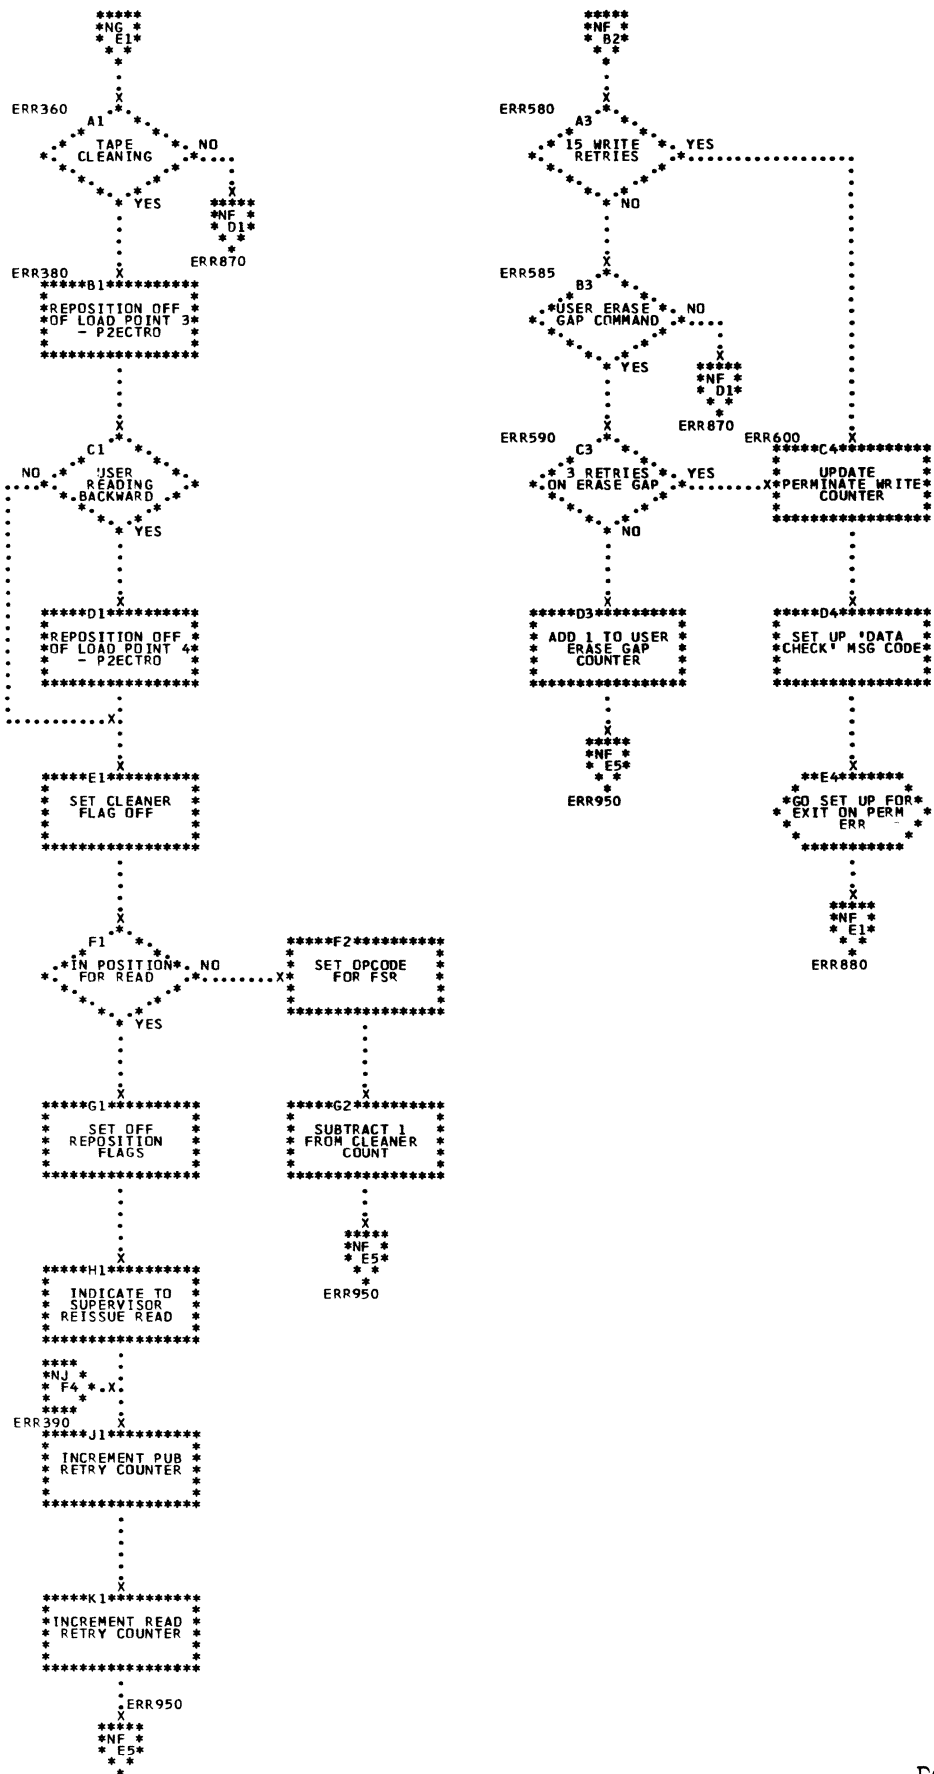 NG
E1
ERR360
A1
TAPE
CLEANING
NO
YES
NF
D1
ERR870
ERR380
B1
REPOSITION OFF
OF LOAD POINT 3
- P2ECTRO
C1
NO
USER
READING
BACKWARD
YES
D1
REPOSITION OFF
OF LOAD POINT 4
- P2ECTRO
E1
SET CLEANER
FLAG OFF
F1
IN POSITION
FOR READ
NO
YES
F2
SET OPCODE
FOR FSR
G1
SET OFF
REPOSITION
FLAGS
G2
SUBTRACT 1
FROM CLEANER
COUNT
NF
E5
ERR950
H1
INDICATE TO
SUPERVISOR
REISSUE READ
NJ
F4
ERR390
J1
INCREMENT PUB
RETRY COUNTER
K1
INCREMENT READ
RETRY COUNTER
ERR950
NF
E5
NF
B2
ERR580
A3
15 WRITE
RETRIES
YES
NO
ERR585
B3
USER ERASE
GAP COMMAND
NO
YES
NF
D1
ERR870
ERR590
C3
3 RETRIES
ON ERASE GAP
YES
NO
ERR600
C4
UPDATE
PERMINATE WRITE
COUNTER
D3
ADD 1 TO USER
ERASE GAP
COUNTER
NF
E5
ERR950
D4
SET UP 'DATA
CHECK' MSG CODE
E4
GO SET UP FOR
EXIT ON PERM
ERR
NF
E1
ERR880